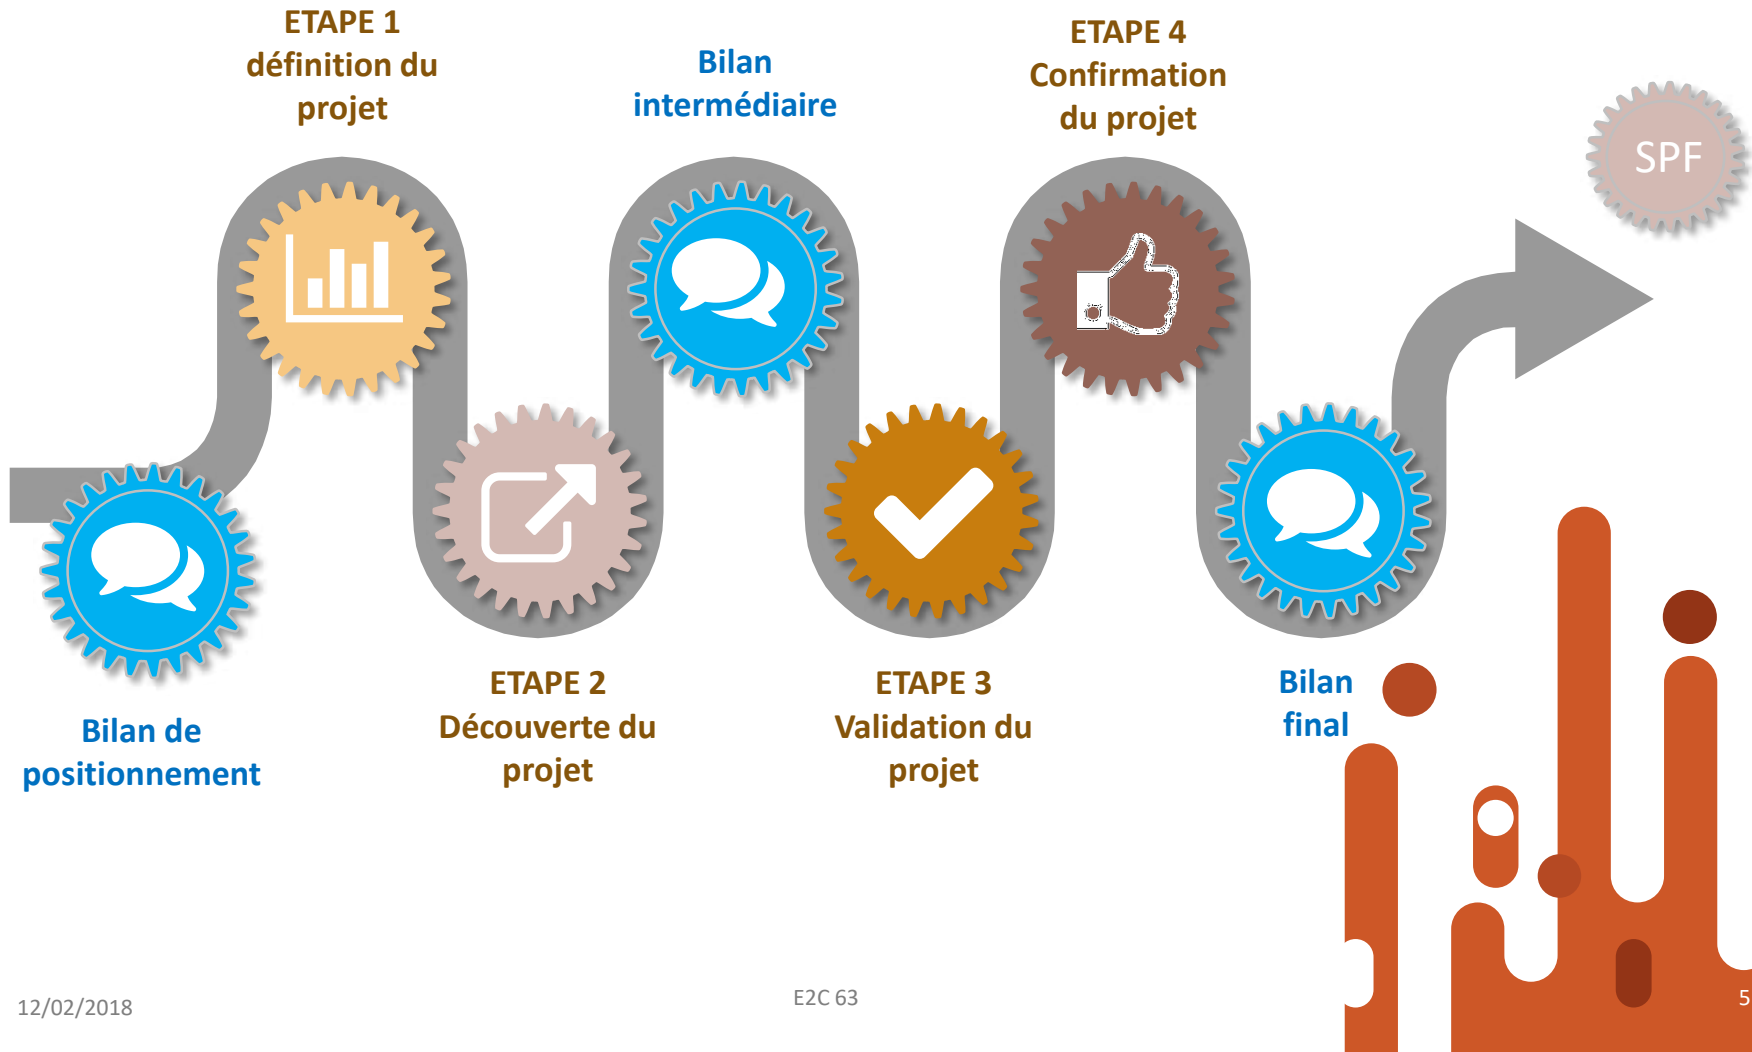 ETAPE 1
définition du
projet
Bilan
intermédiaire
ETAPE 4
Confirmation
du projet
SPF
Bilan de
positionnement
ETAPE 2
Découverte du
projet
ETAPE 3
Validation du
projet
Bilan
final
12/02/2018
E2C 63
5